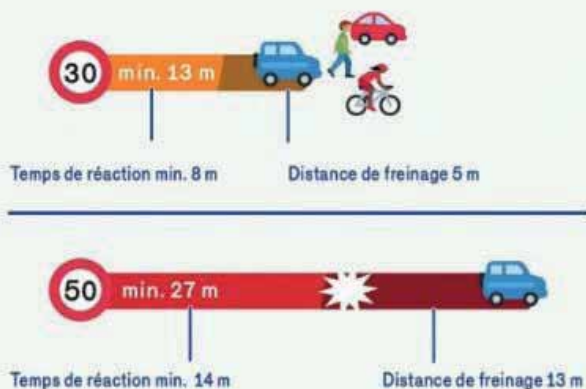 30 min. 13 m
Temps de réaction min. 8 m Distance de freinage 5 m
50 min. 27 m
Temps de réaction min. 14 m Distance de freinage 13 m